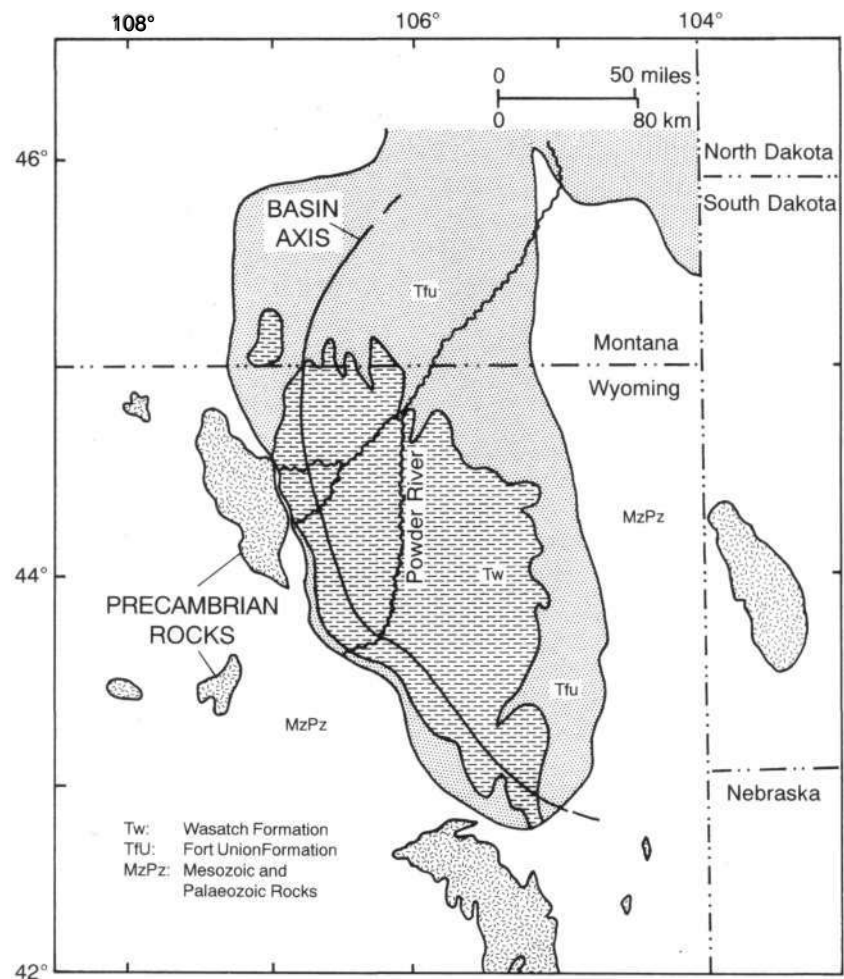 108° 106° 104°
0 50 miles
0 80 km
46°
North Dakota
South Dakota
BASIN
AXIS
Tfu
Montana
Wyoming
Powder River
MzPz
Tw
44°
PRECAMBRIAN
ROCKS
Tfu
MzPz
Nebraska
Tw: Wasatch Formation
TfU: Fort UnionFormation
MzPz: Mesozoic and
Palaeozoic Rocks
42°